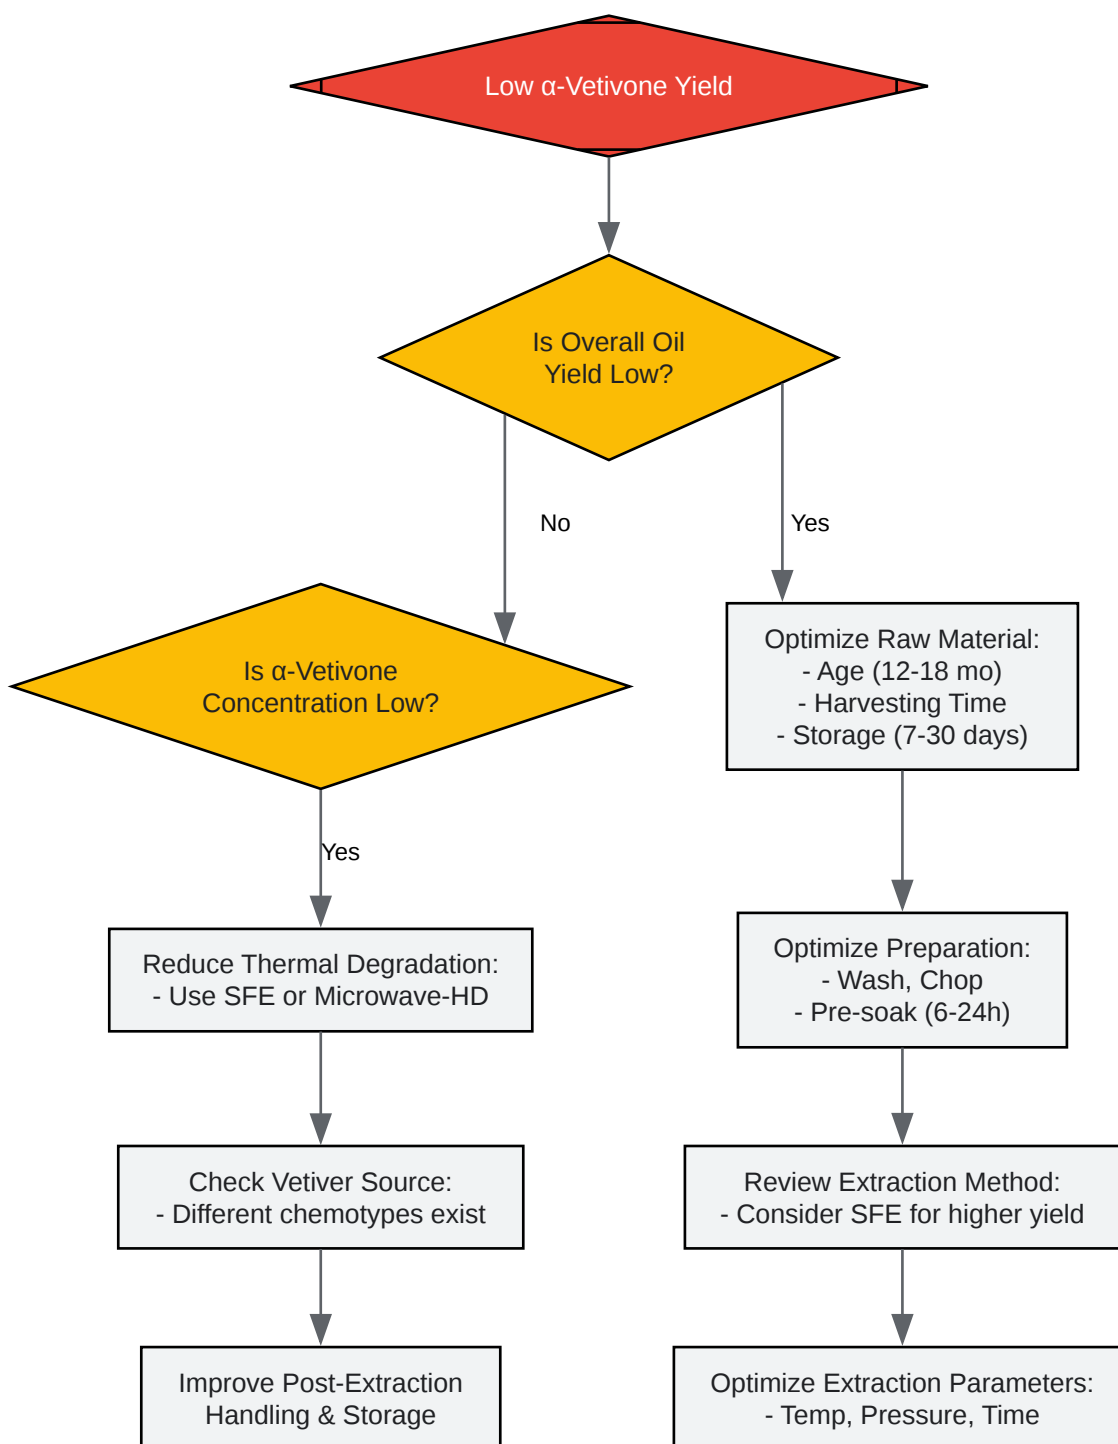 Low α-Vetivone Yield
Is Overall Oil
Yield Low?
No
Yes
Is α-Vetivone
Concentration Low?
Optimize Raw Material:
- Age (12-18 mo)
- Harvesting Time
- Storage (7-30 days)
Yes
Reduce Thermal Degradation:
- Use SFE or Microwave-HD
Optimize Preparation:
- Wash, Chop
- Pre-soak (6-24h)
Check Vetiver Source:
- Different chemotypes exist
Review Extraction Method:
- Consider SFE for higher yield
Improve Post-Extraction
Handling & Storage
Optimize Extraction Parameters:
- Temp, Pressure, Time